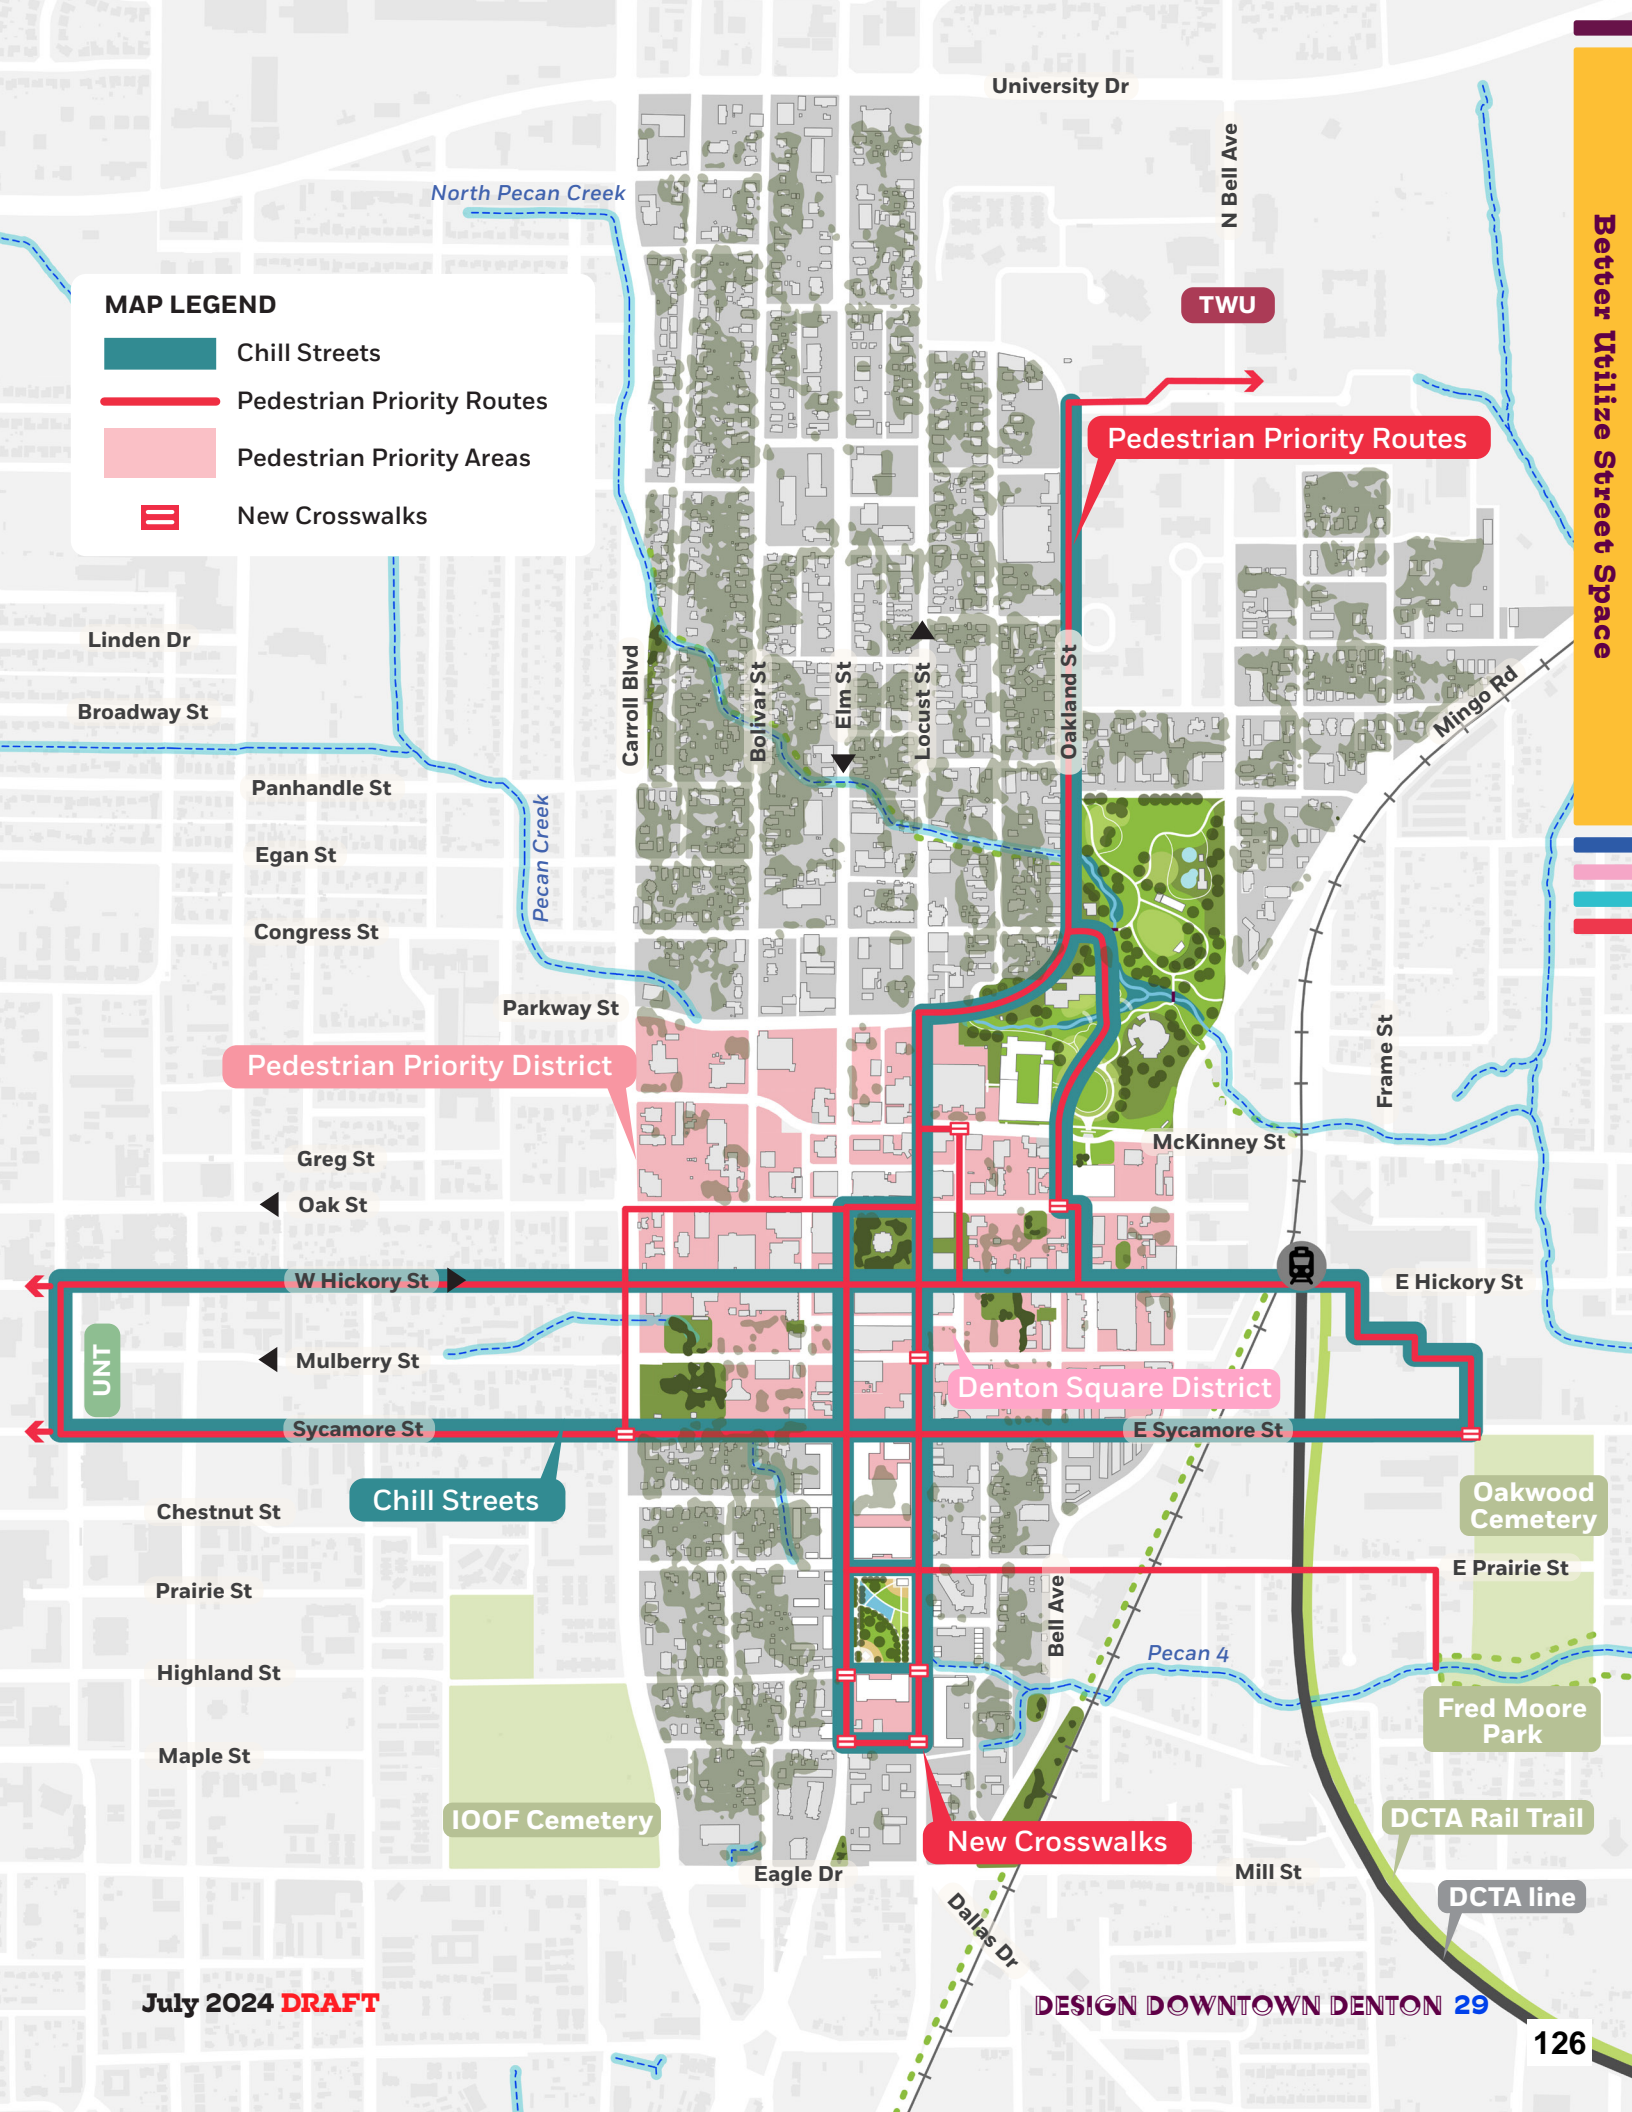 University Dr
N Bell Ave
North Pecan Creek
MAP LEGEND
Chill Streets
Pedestrian Priority Routes
Pedestrian Priority Areas
New Crosswalks
TWU
Pedestrian Priority Routes
Better Utilize Street Space
Linden Dr
Broadway St
Carroll Blvd
Bolivar St
Elm St
Locust St
Oakland St
Mingo Rd
Panhandle St
Pecan Creek
Egan St
Congress St
Parkway St
Pedestrian Priority District
Frame St
McKinney St
Greg St
Oak St
W Hickory St
E Hickory St
UNT
Mulberry St
Denton Square District
Sycamore St
E Sycamore St
Chill Streets
Chestnut St
Oakwood
Cemetery
E Prairie St
Prairie St
Bell Ave
Pecan 4
Highland St
Fred Moore
Park
Maple St
IOOF Cemetery
DCTA Rail Trail
New Crosswalks
Eagle Dr
Mill St
DCTA line
Dallas Dr
July 2024 DRAFT
DESIGN DOWNTOWN DENTON 29
126